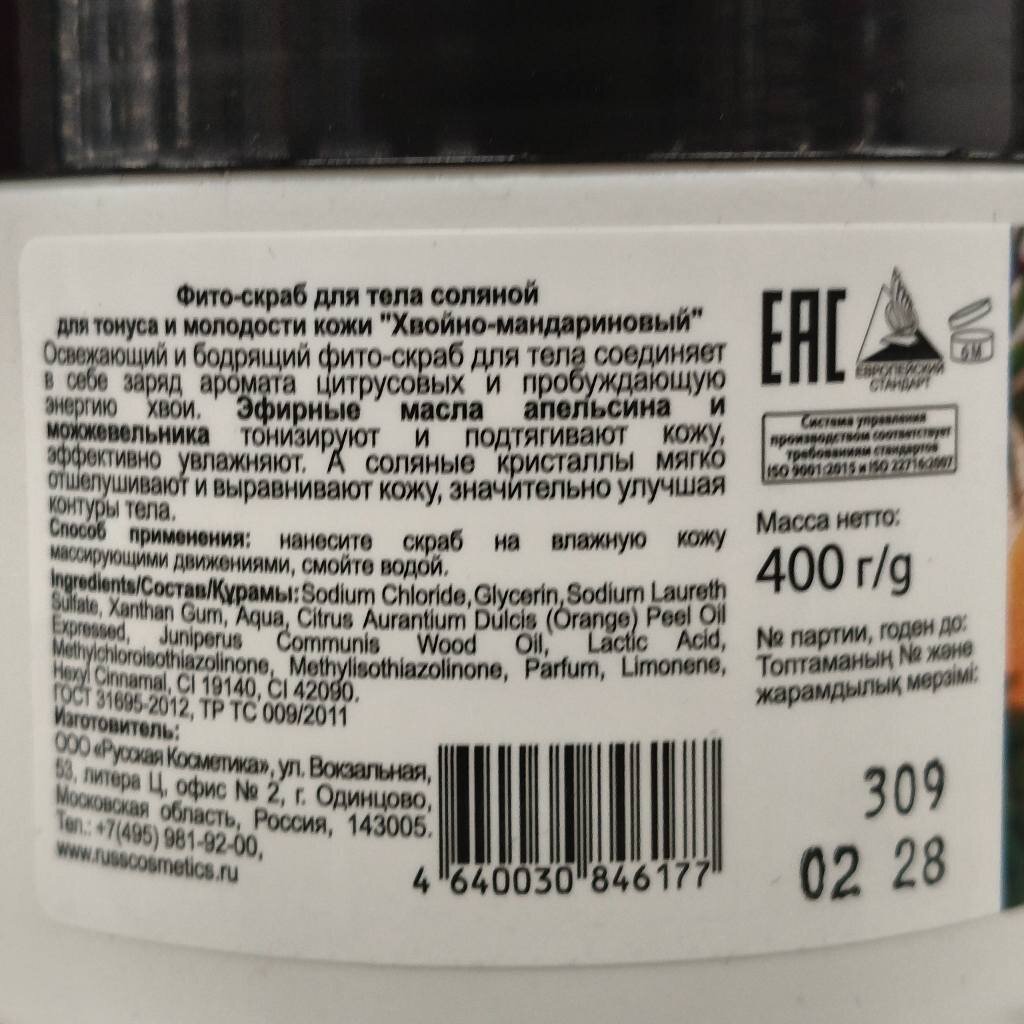 Фито-скраб для тела соляной
для тонуса и молодости кожи "Хвойно-мандариновый"
Освежающий и бодрящий фито-скраб для тела соединяет
в себе заряд аромата цитрусовых и пробуждающую
энергию хвои. Эфирные масла апельсина и
можжевельника тонизируют и подтягивают кожу,
эффективно увлажняют. А соляные кристаллы мягко
отшелушивают и выравнивают кожу, значительно улучшая
контуры тела.
Способ применения: нанесите скраб на влажную кожу
массирующими движениями, смойте водой.
Ingredients/Состав/Құрамы: Sodium Chloride, Glycerin, Sodium Laureth
Sulfate, Xanthan Gum, Aqua, Citrus Aurantium Dulcis (Orange) Peel Oil
Expressed, Juniperus Communis Wood Oil, Lactic Acid,
Methylchloroisothiazolinone, Methylisothiazolinone, Parfum, Limonene,
Hexyl Cinnamal, CI 19140, CI 42090.
ГОСТ 31695-2012, ТР ТС 009/2011
Изготовитель:
ООО «Русская Косметика», ул. Вокзальная,
53, литера Ц, офис № 2, г. Одинцово,
Московская область, Россия, 143005.
Тел.: +7(495) 981-92-00,
www.russcosmetics.ru
4 640030 846177
EAC
ЕВРОПЕЙСКИЙ
СТАНДАРТ
6 M
Система управления
производством соответствует
требованиям стандартов
ISO 9001:2015 и ISO 22716:2007
Масса нетто:
400 г/g
№ партии, годен до:
Топтаманың № және
жарамдылық мерзімі:
309
02 28